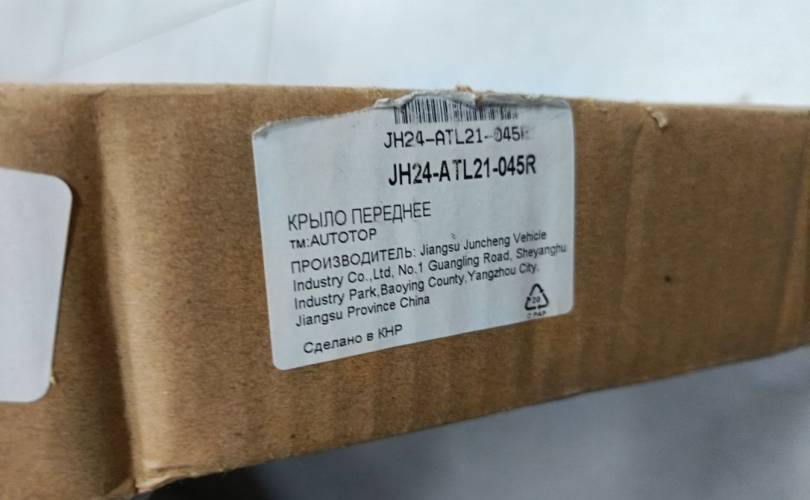 JH24-ATL21-045R
JH24-ATL21-045R
КРЫЛО ПЕРЕДНЕЕ
TM:AUTOTOP
ПРОИЗВОДИТЕЛЬ: Jiangsu Juncheng Vehicle
Industry Co.,Ltd, No.1 Guangling Road, Sheyanghu
Industry Park,Baoying County,Yangzhou City,
Jiangsu Province China
20
PAP
Сделано в КНР